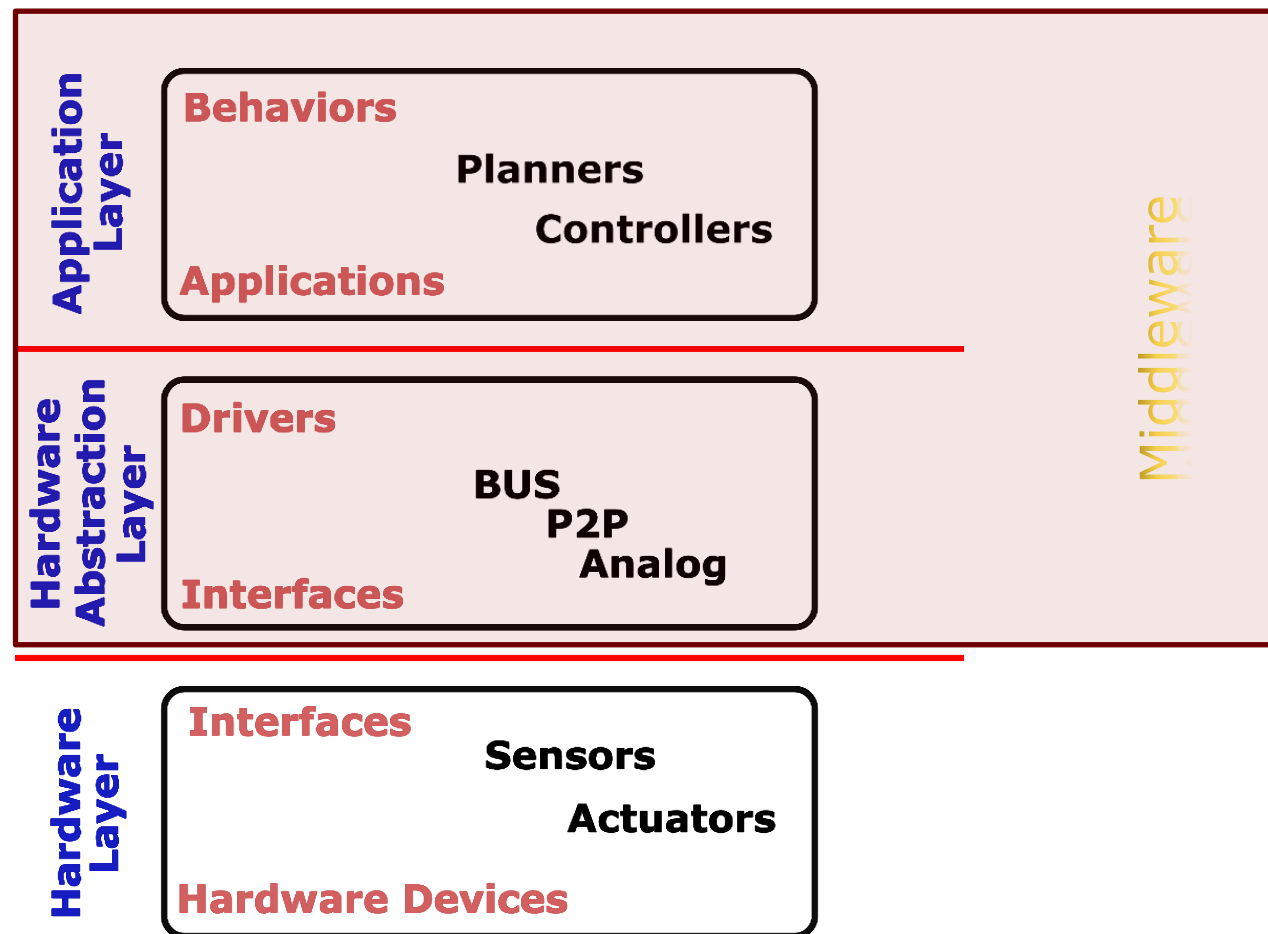 Application
Layer
Behaviors
Planners
Controllers
Applications
Middleware
Hardware
Abstraction
Layer
Drivers
BUS
P2P
Analog
Interfaces
Hardware
Layer
Interfaces
Sensors
Actuators
Hardware Devices